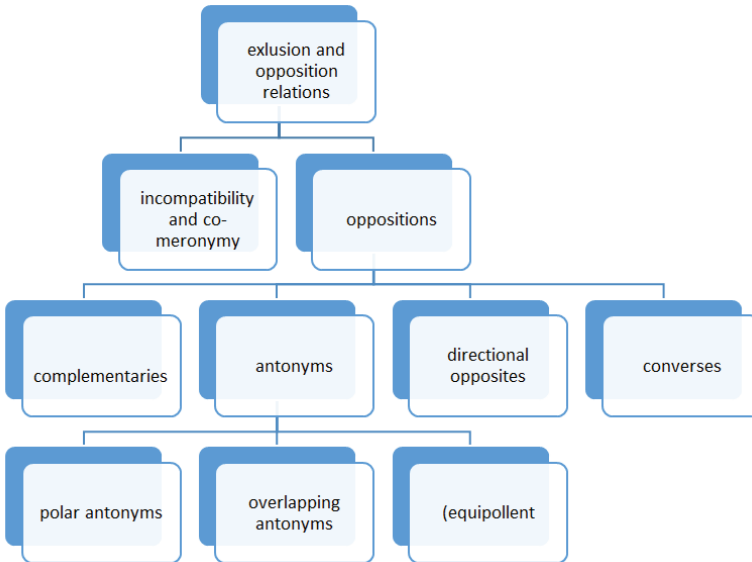 exlusion and
opposition
relations
incompatibility
and co-
meronymy
oppositions
complementaries
antonyms
directional
opposites
converses
polar antonyms
overlapping
antonyms
(equipollent